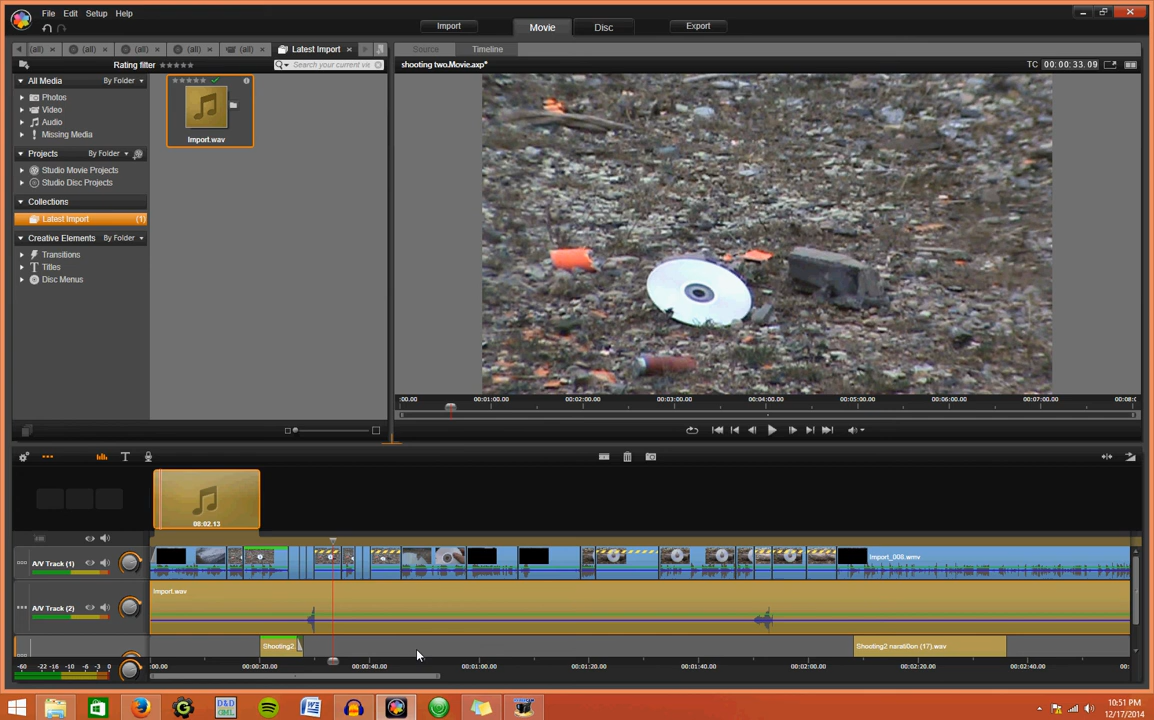 File Edit Setup Help
Import Movie Disc Export
(all) × (all) × (all) × (all) × (all) × Latest Import × Source Timeline
Rating filter Search your current vie shooting two.Movie.axp* TC 00:00:33.09
All Media By Folder
Photos
Video
Audio
Missing Media
Import.wav
Projects By Folder
Studio Movie Projects
Studio Disc Projects
Collections
Latest Import (1)
Creative Elements By Folder
Transitions
Titles
Disc Menus
:00.00 00:01:00.00 00:02:00.00 00:03:00.00 00:04:00.00 00:05:00.00 00:06:00.00 00:07:00.00 00:08:0
08:02.13
A/V Track (1) Import_008.wmv
Import.wav
A/V Track (2)
Shooting2. Shooting2 narati0on (17).wav
-60 -22 -16 -10 -6 -3 0 :00.00 00:00:20.00 00:00:40.00 00:01:00.00 00:01:20.00 00:01:40.00 00:02:00.00 00:02:20.00 00:02:40.00 00:
D&D
10:51 PM
12/17/2014